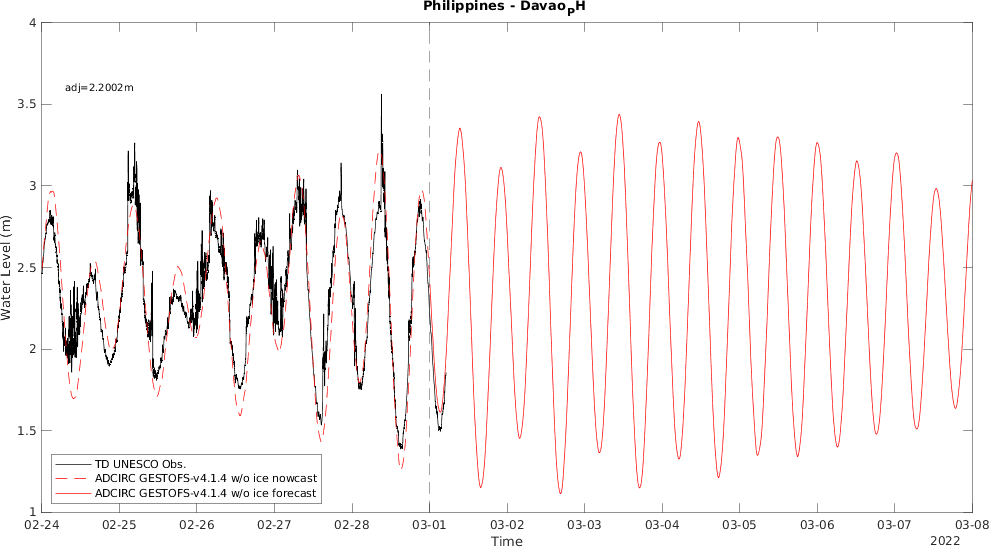 Philippines - Davao_pH
adj=2.2002m
Water Level (m)
4
3.5
3
2.5
2
1.5
1
TD UNESCO Obs.
ADCIRC GESTOFS-v4.1.4 w/o ice nowcast
ADCIRC GESTOFS-v4.1.4 w/o ice forecast
02-24 02-25 02-26 02-27 02-28 03-01 03-02 03-03 03-04 03-05 03-06 03-07 03-08
Time
2022